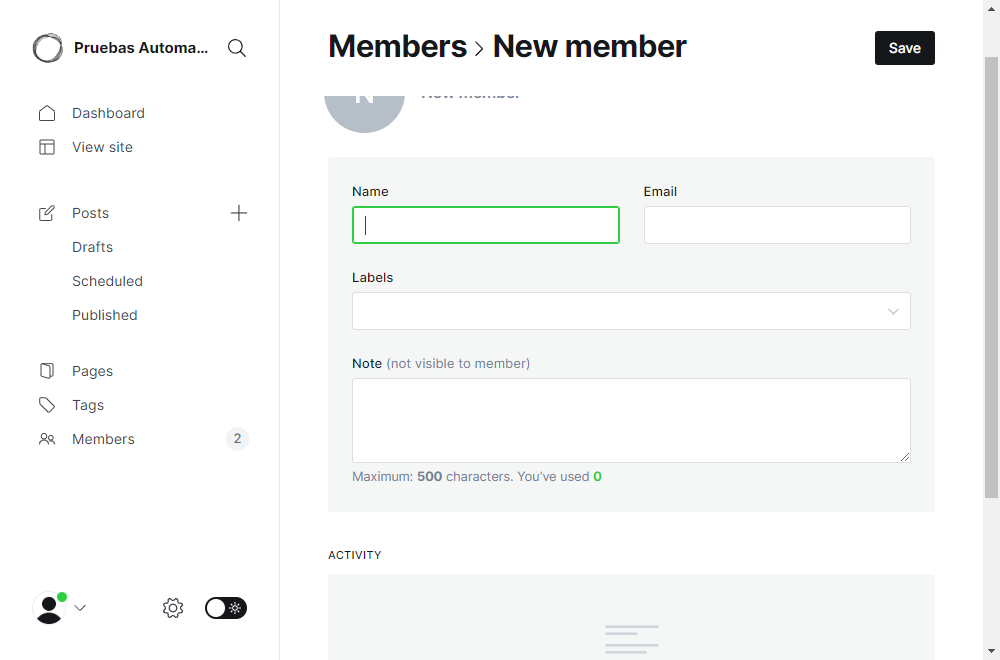 Pruebas Automa...
Dashboard
View site
Posts
Drafts
Scheduled
Published
Pages
Tags
Members 2
Members > New member
Save
N
New member
Name
Email
Labels
Note (not visible to member)
Maximum: 500 characters. You've used 0
ACTIVITY